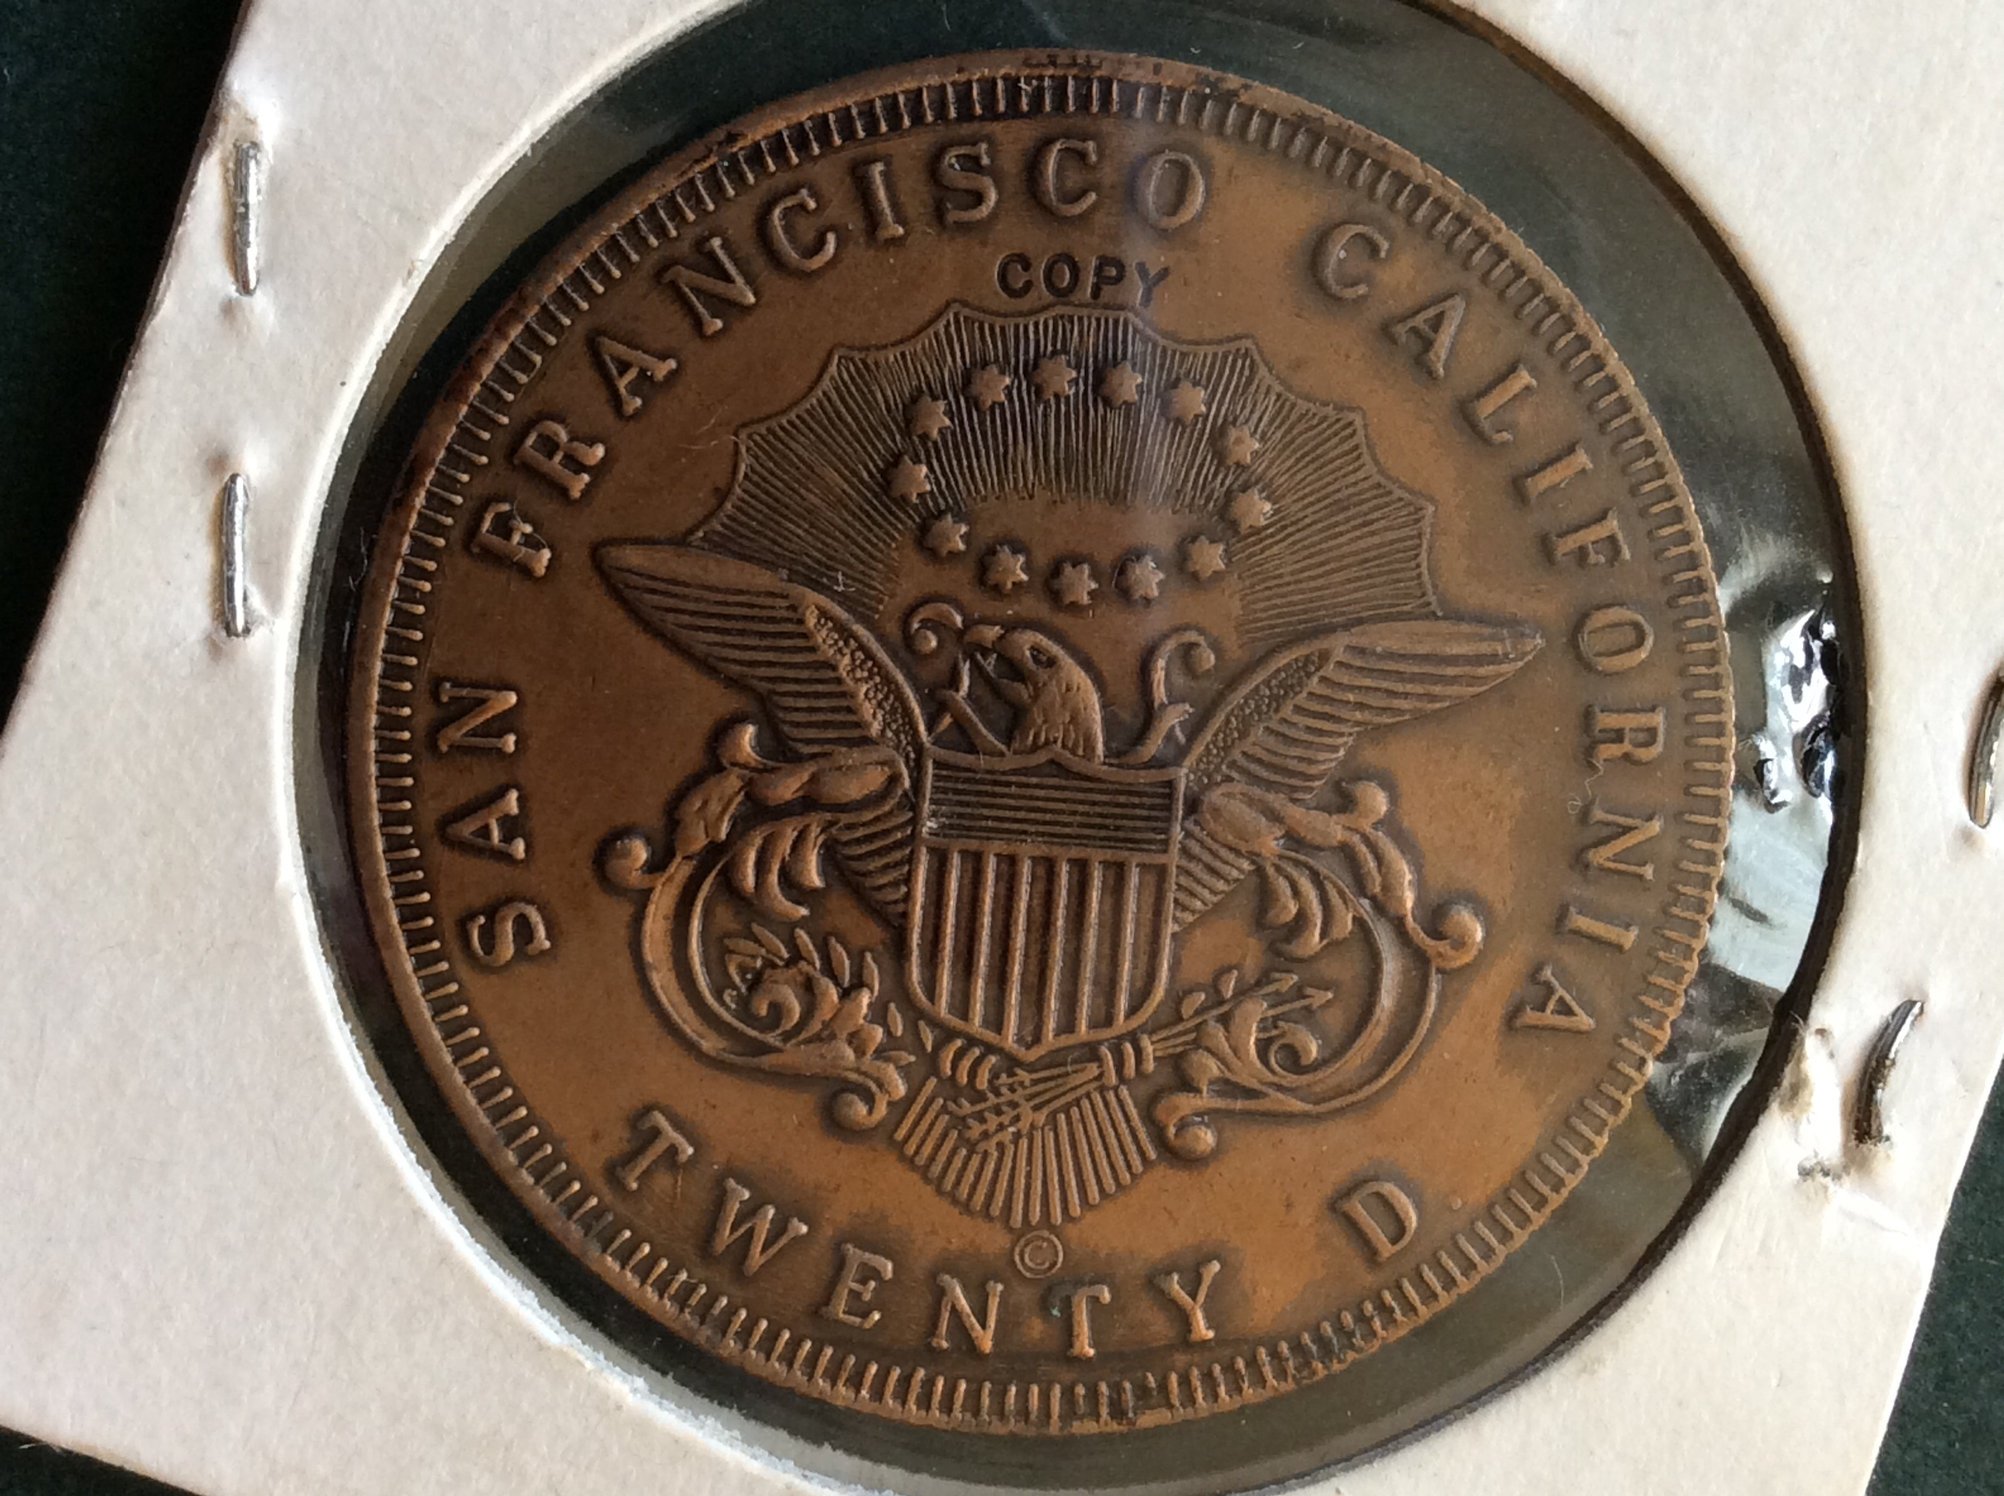 SAN FRANCISCO CALIFORNIA
COPY
©
TWENTY D